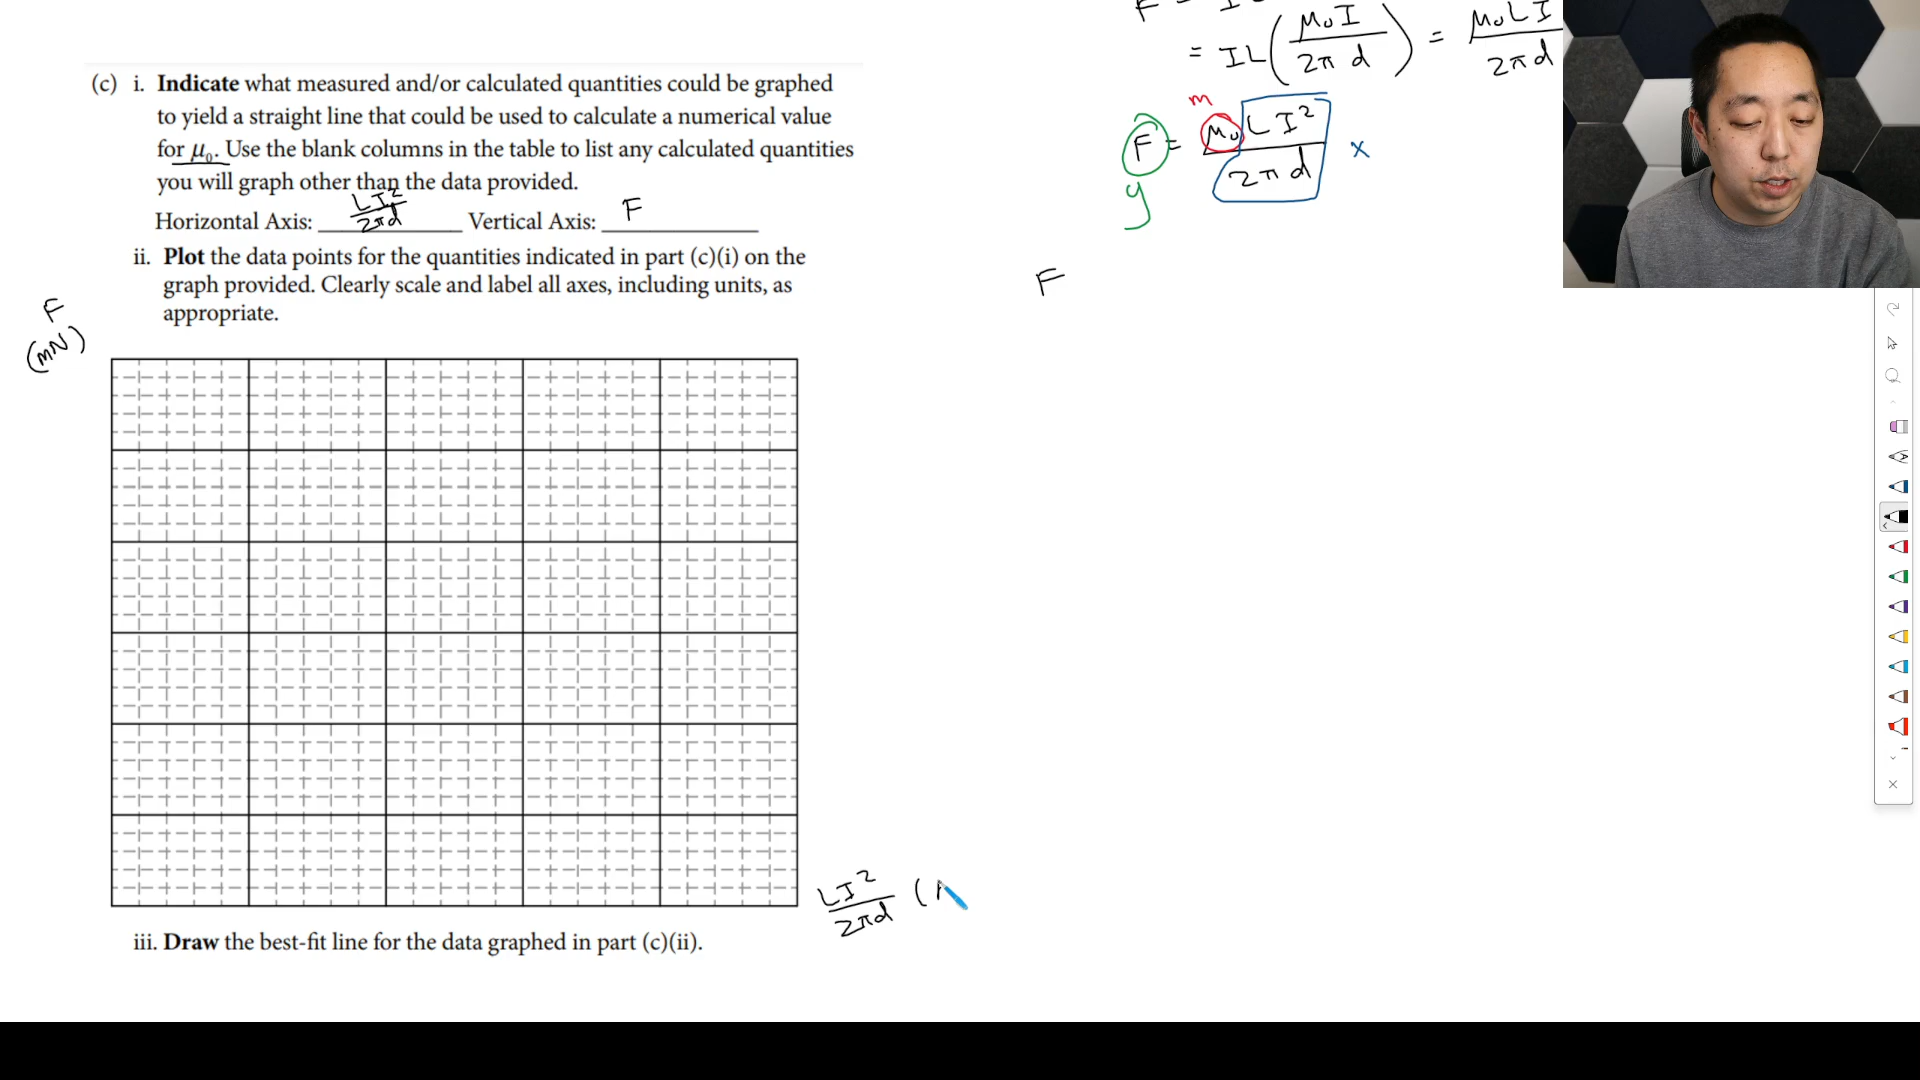 (c) i. Indicate what measured and/or calculated quantities could be graphed
to yield a straight line that could be used to calculate a numerical value
for μ₀. Use the blank columns in the table to list any calculated quantities
you will graph other than the data provided.
Horizontal Axis: LI²/2πd Vertical Axis: F
ii. Plot the data points for the quantities indicated in part (c)(i) on the
graph provided. Clearly scale and label all axes, including units, as
appropriate.
F
(mN)
LI²/2πd (
iii. Draw the best-fit line for the data graphed in part (c)(ii).
= IL(μ₀I/2πd) = μ₀LI/2πd
m
F = μ₀LI²/2πd x
y
F